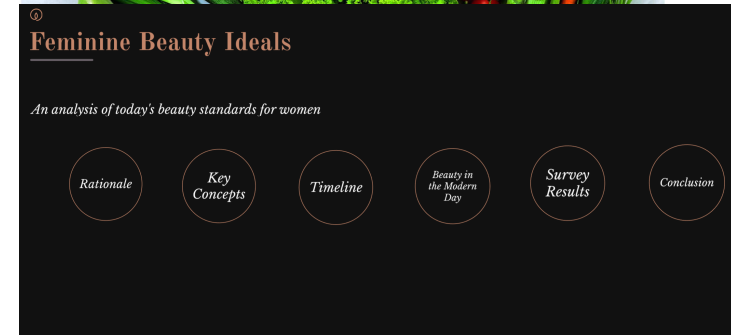 Feminine Beauty Ideals
An analysis of today's beauty standards for women
Rationale
Key
Concepts
Timeline
Beauty in
the Modern
Day
Survey
Results
Conclusion